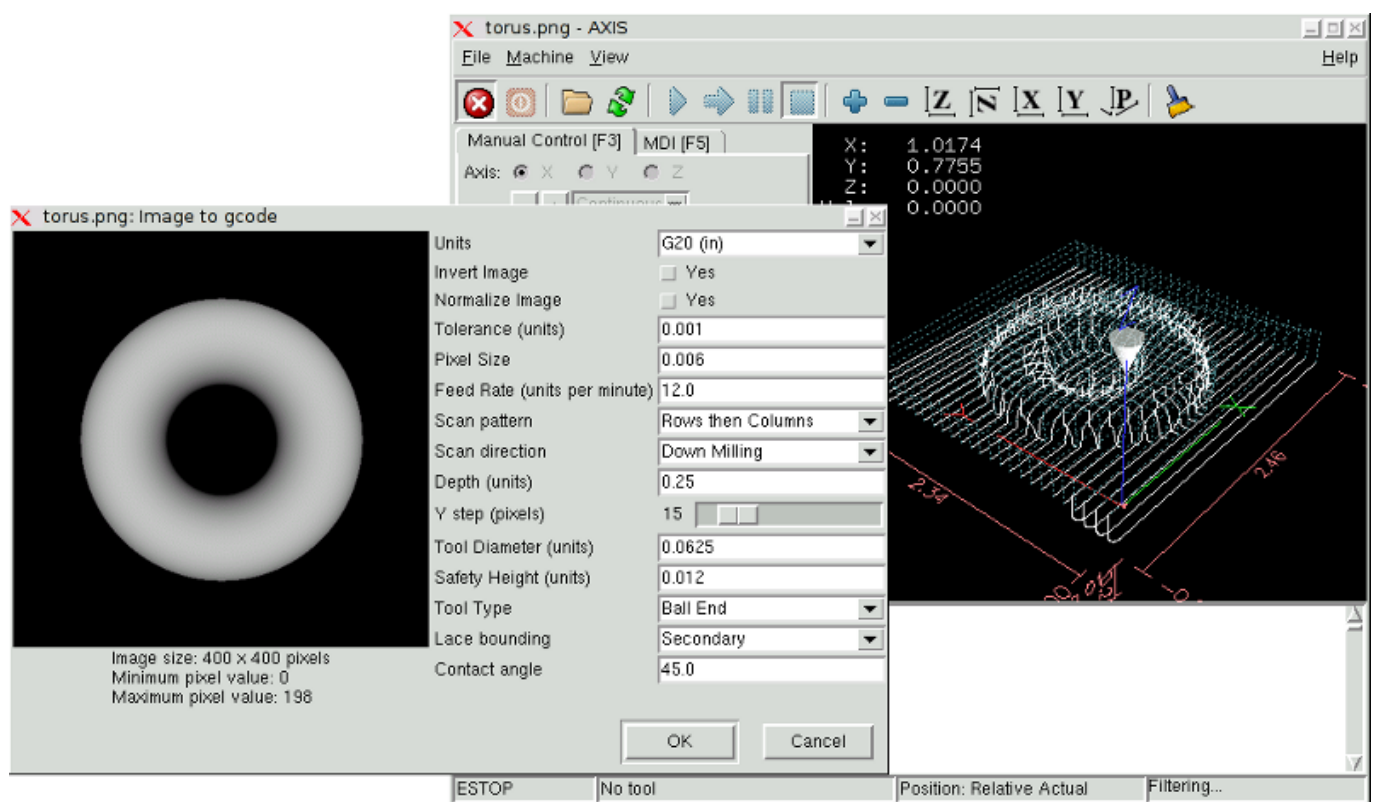 torus.png - AXIS
File Machine View Help
Z N X Y P
Manual Control [F3] MDI [F5]
Axis: X Y Z
Continuous
X: 1.0174
Y: 0.7755
Z: 0.0000
0.0000
torus.png: Image to gcode
Units G20 (in)
Invert Image Yes
Normalize Image Yes
Tolerance (units) 0.001
Pixel Size 0.006
Feed Rate (units per minute) 12.0
Scan pattern Rows then Columns
Scan direction Down Milling
Depth (units) 0.25
Y step (pixels) 15
Tool Diameter (units) 0.0625
Safety Height (units) 0.012
Tool Type Ball End
Lace bounding Secondary
Contact angle 45.0
Image size: 400 x 400 pixels
Minimum pixel value: 0
Maximum pixel value: 198
OK Cancel
2.34
2.46
ESTOP No tool Position: Relative Actual Filtering...